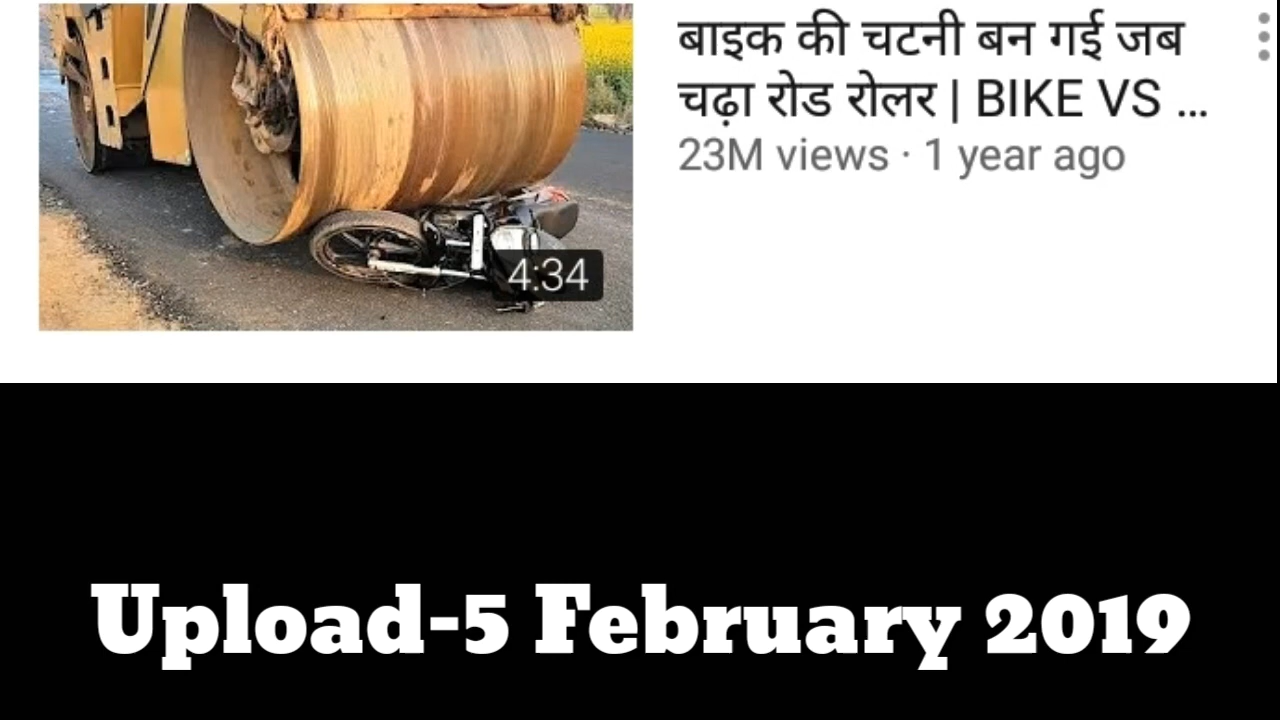 बाइक की चटनी बन गई जब
चढ़ा रोड रोलर | BIKE VS ...
23M views · 1 year ago
4:34
Upload-5 February 2019